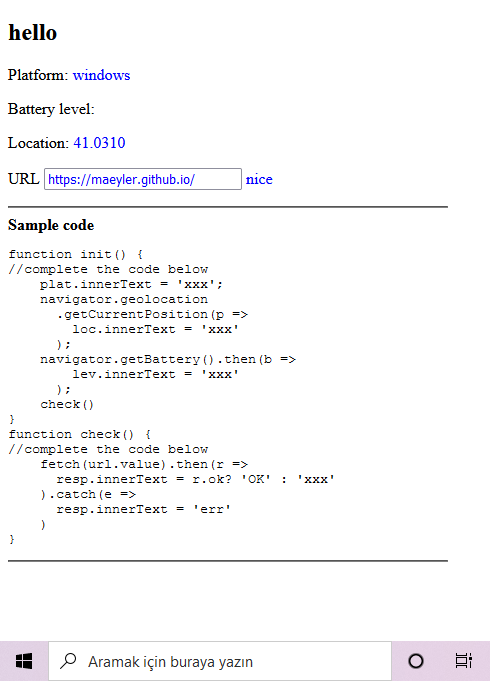 hello
Platform: windows
Battery level:
Location: 41.0310
URL https://maeyler.github.io/ nice
Sample code
function init() {
//complete the code below
    plat.innerText = 'xxx';
    navigator.geolocation
      .getCurrentPosition(p =>
        loc.innerText = 'xxx'
      );
    navigator.getBattery().then(b =>
        lev.innerText = 'xxx'
      );
    check()
}
function check() {
//complete the code below
    fetch(url.value).then(r =>
      resp.innerText = r.ok? 'OK' : 'xxx'
    ).catch(e =>
      resp.innerText = 'err'
    )
}
Aramak için buraya yazın